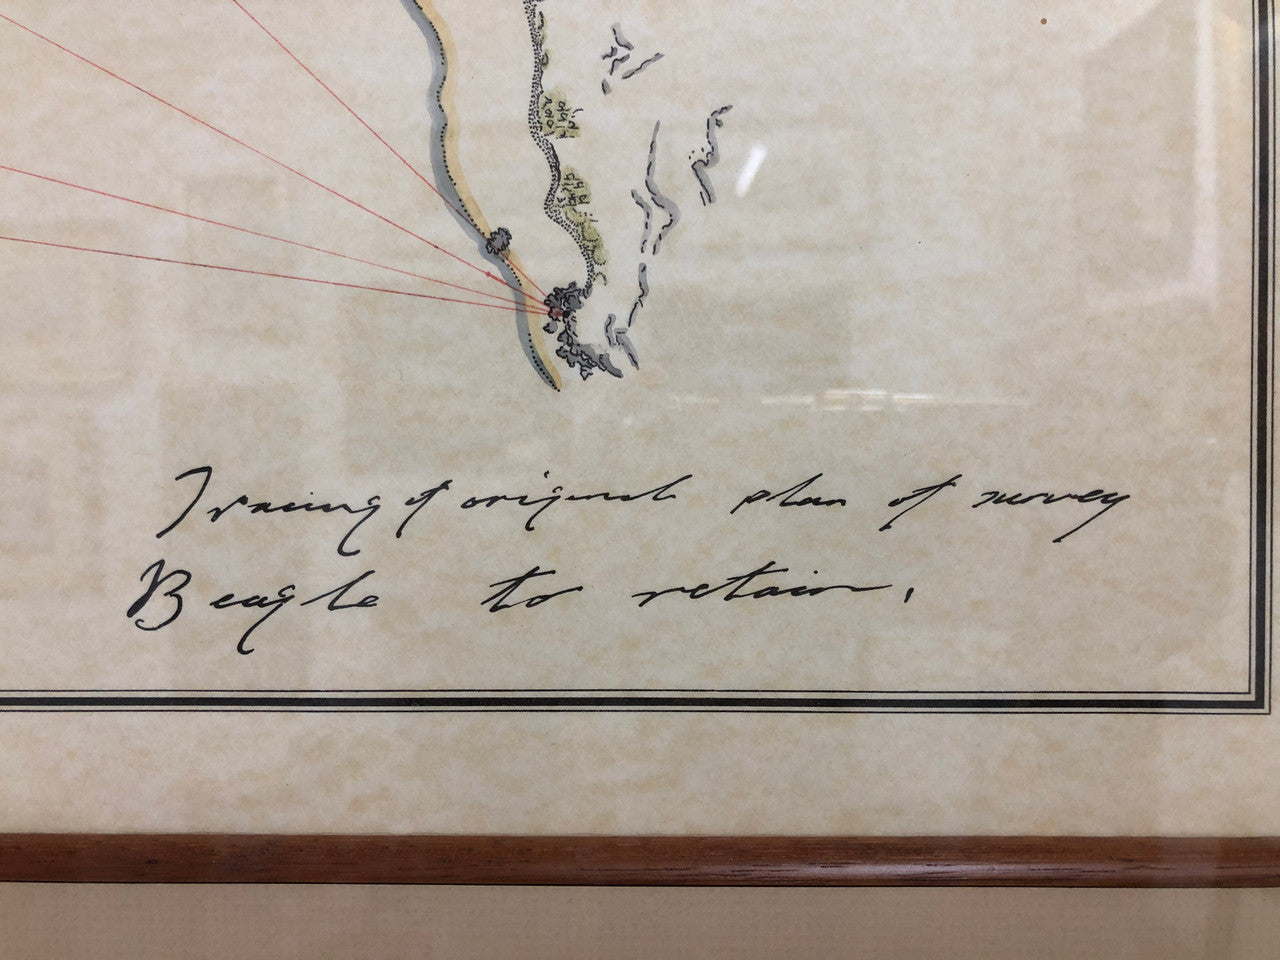 Tracing of original plan of survey
Beagle to retain.